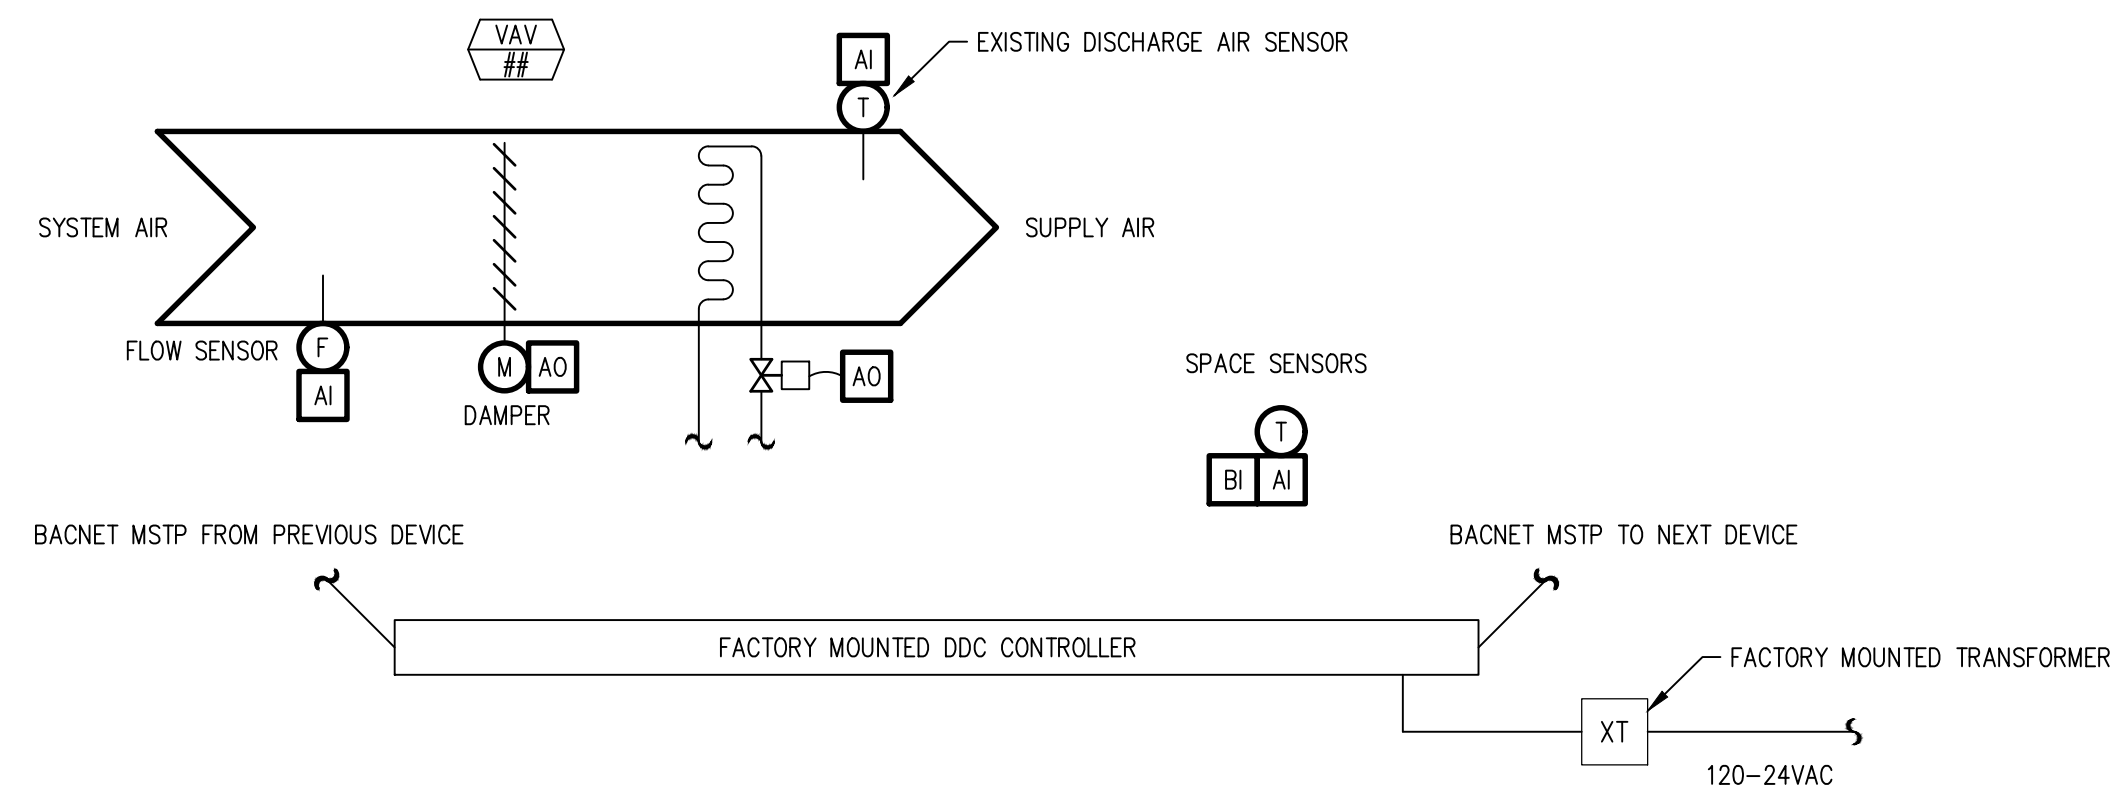 VAV
##
AI
T
EXISTING DISCHARGE AIR SENSOR
SYSTEM AIR
SUPPLY AIR
FLOW SENSOR
F
AI
M
AO
DAMPER
AO
SPACE SENSORS
T
BI
AI
BACNET MSTP FROM PREVIOUS DEVICE
BACNET MSTP TO NEXT DEVICE
FACTORY MOUNTED DDC CONTROLLER
FACTORY MOUNTED TRANSFORMER
XT
120-24VAC